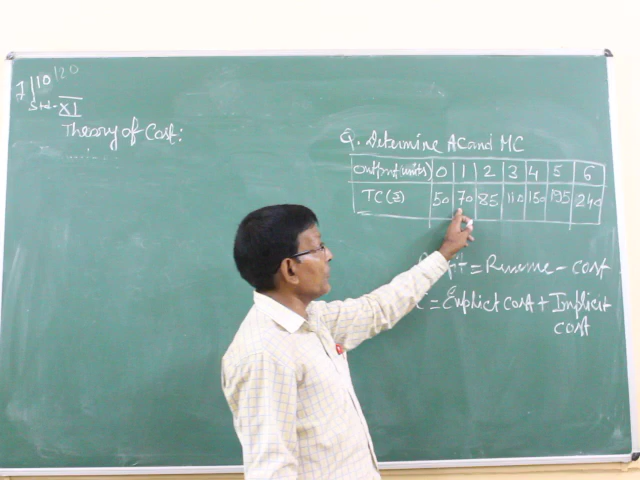 7/10/20
Std-XI
Theory of Cost:
Q. Determine AC and MC
output(units) 0 1 2 3 4 5 6
TC(₹) 50 70 85 110 150 195 240
= Revenue - cost
= Explicit cost + Implicit
cost